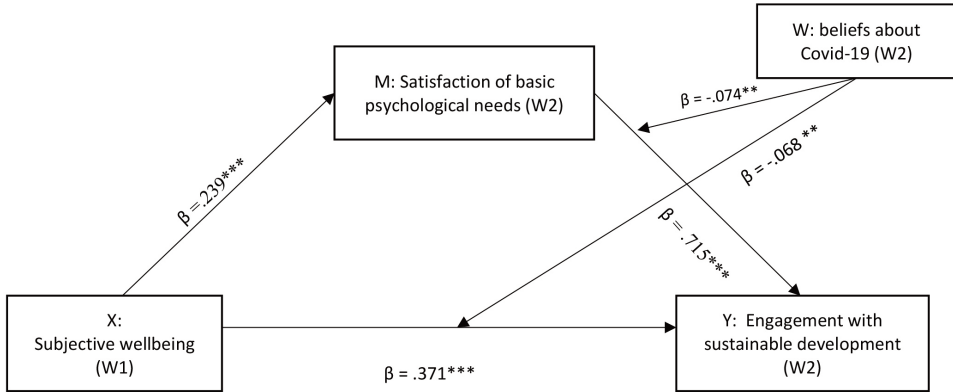 W: beliefs about
Covid-19 (W2)
M: Satisfaction of basic
psychological needs (W2)
β = -.074**
β = -.068 **
β = .239***
β = .715***
X:
Subjective wellbeing
(W1)
Y: Engagement with
sustainable development
(W2)
β = .371***